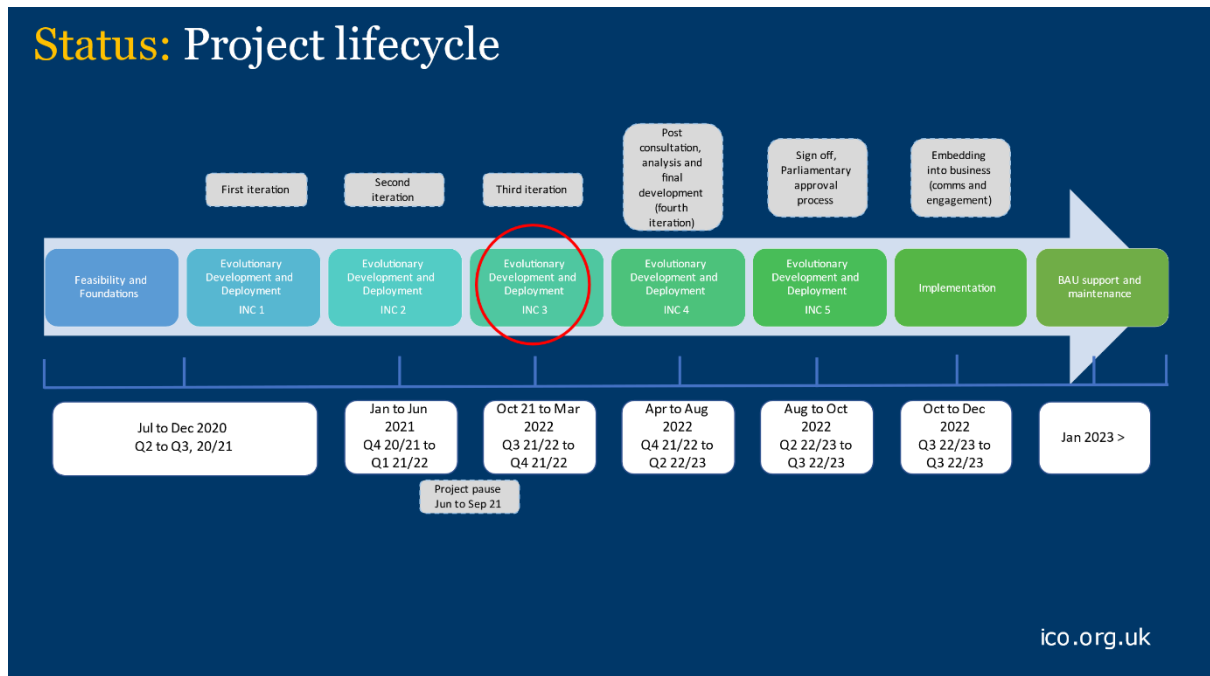 Status: Project lifecycle
First iteration
Second
iteration
Third iteration
Post
consultation,
analysis and
final
development
(fourth
iteration)
Sign off,
Parliamentary
approval
process
Embedding
into business
(comms and
engagement)
Feasibility and
Foundations
Evolutionary
Development and
Deployment
INC 1
Evolutionary
Development and
Deployment
INC 2
Evolutionary
Development and
Deployment
INC 3
Evolutionary
Development and
Deployment
INC 4
Evolutionary
Development and
Deployment
INC 5
Implementation
BAU support and
maintenance
Jul to Dec 2020
Q2 to Q3, 20/21
Jan to Jun
2021
Q4 20/21 to
Q1 21/22
Oct 21 to Mar
2022
Q3 21/22 to
Q4 21/22
Apr to Aug
2022
Q4 21/22 to
Q2 22/23
Aug to Oct
2022
Q2 22/23 to
Q3 22/23
Oct to Dec
2022
Q3 22/23 to
Q3 22/23
Jan 2023 >
Project pause
Jun to Sep 21
ico.org.uk